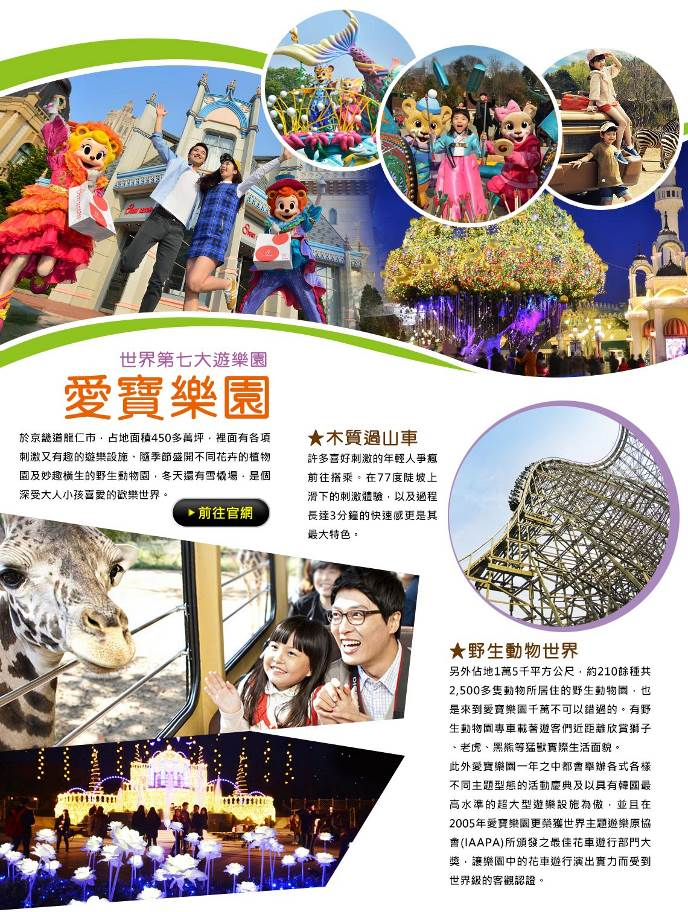 世界第七大遊樂園
愛寶樂園
於京畿道龍仁市，占地面積450多萬坪，裡面有各項
刺激又有趣的遊樂設施、隨季節盛開不同花卉的植物
園及妙趣橫生的野生動物園，冬天還有雪橇場，是個
深受大人小孩喜愛的歡樂世界。
▶前往官網
★木質過山車
許多喜好刺激的年輕人爭瘋
前往搭乘。在77度陡坡上
滑下的刺激體驗，以及過程
長達3分鐘的快速感更是其
最大特色。
★野生動物世界
另外佔地1萬5千平方公尺，約210餘種共
2,500多隻動物所居住的野生動物園，也
是來到愛寶樂園千萬不可以錯過的。有野
生動物園專車載著遊客們近距離欣賞獅子
、老虎、黑熊等猛獸實際生活面貌。
此外愛寶樂園一年之中都會舉辦各式各樣
不同主題型態的活動慶典及以具有韓國最
高水準的超大型遊樂設施為傲，並且在
2005年愛寶樂園更榮獲世界主題遊樂原協
會(IAAPA)所頒發之最佳花車遊行部門大
獎，讓樂園中的花車遊行演出實力而受到
世界級的客觀認證。